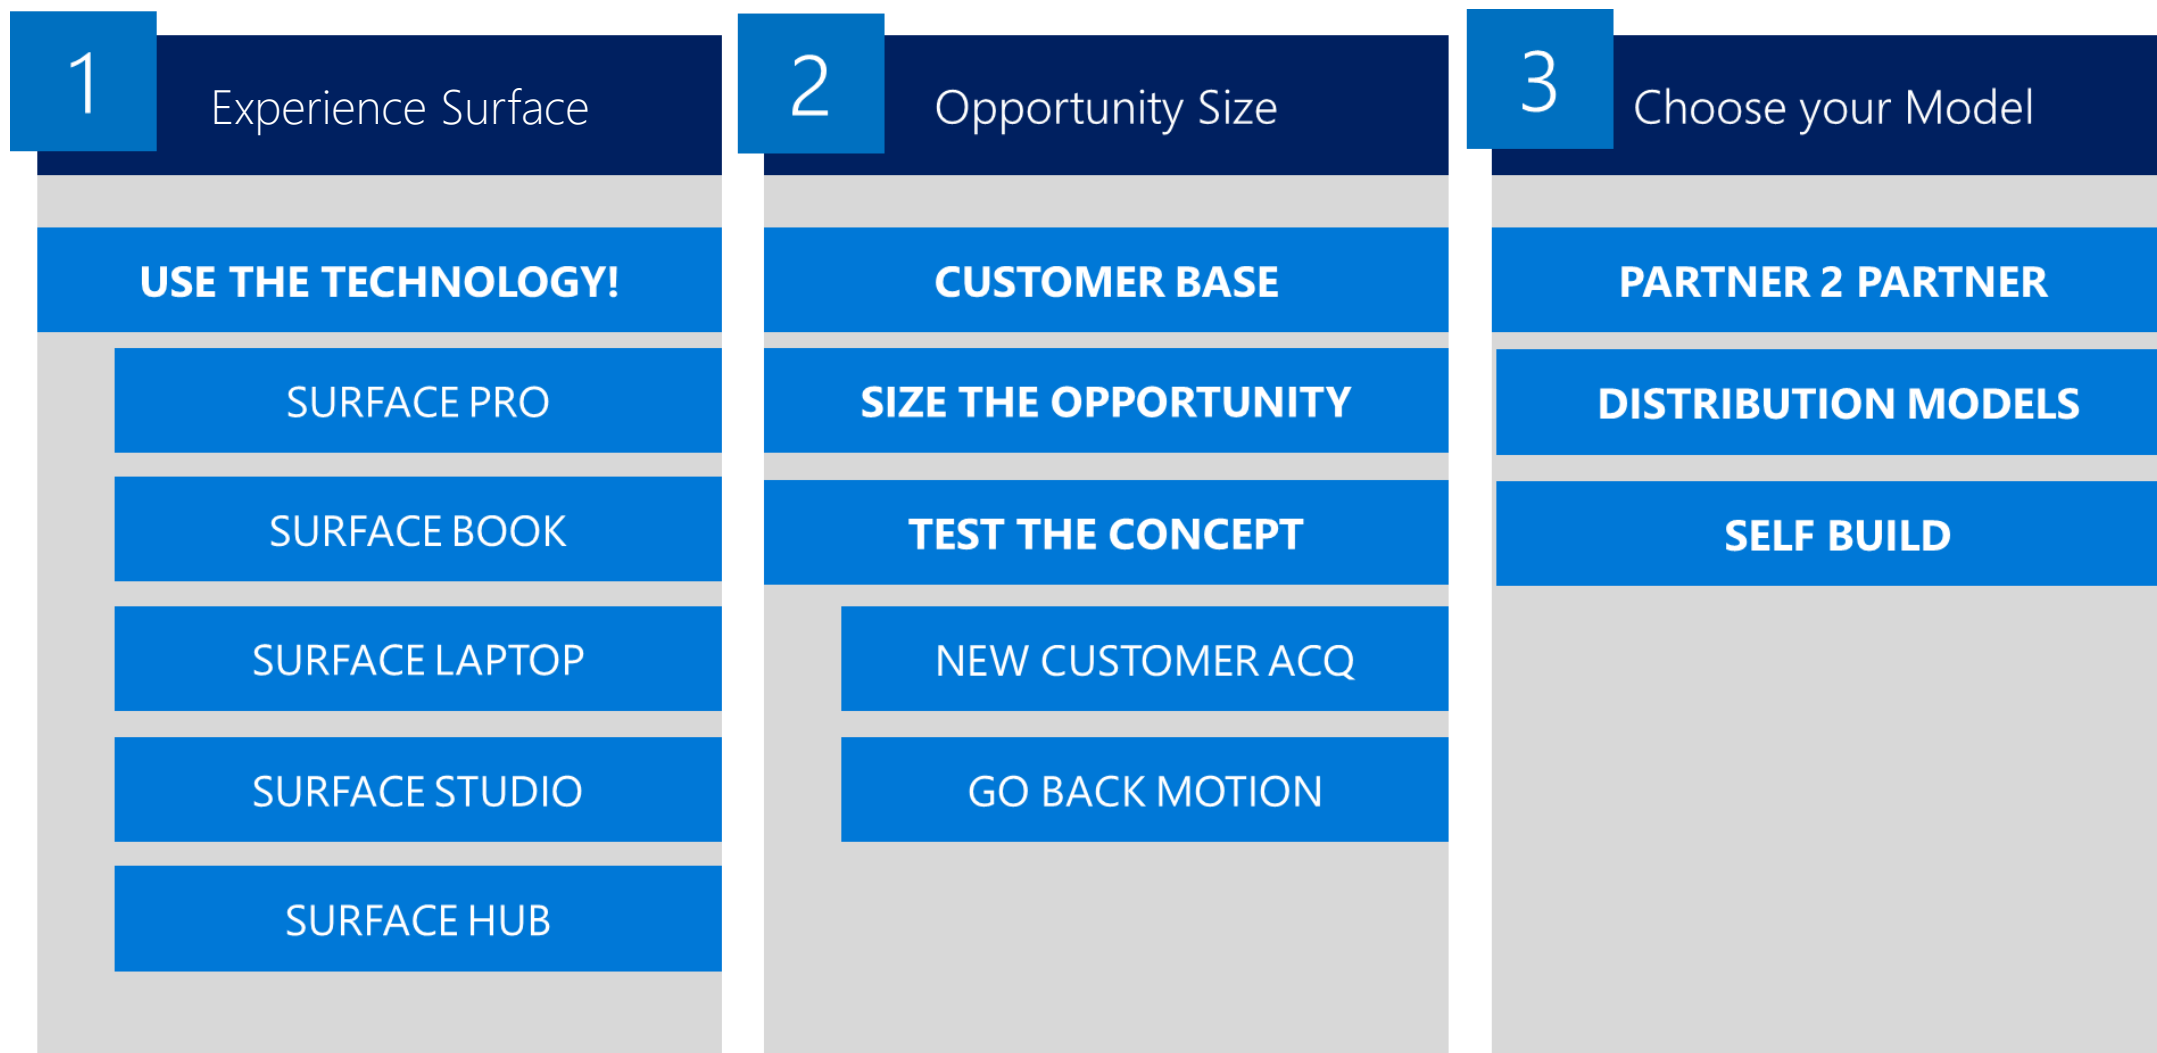 1
Experience Surface
USE THE TECHNOLOGY!
SURFACE PRO
SURFACE BOOK
SURFACE LAPTOP
SURFACE STUDIO
SURFACE HUB
2
Opportunity Size
CUSTOMER BASE
SIZE THE OPPORTUNITY
TEST THE CONCEPT
NEW CUSTOMER ACQ
GO BACK MOTION
3
Choose your Model
PARTNER 2 PARTNER
DISTRIBUTION MODELS
SELF BUILD